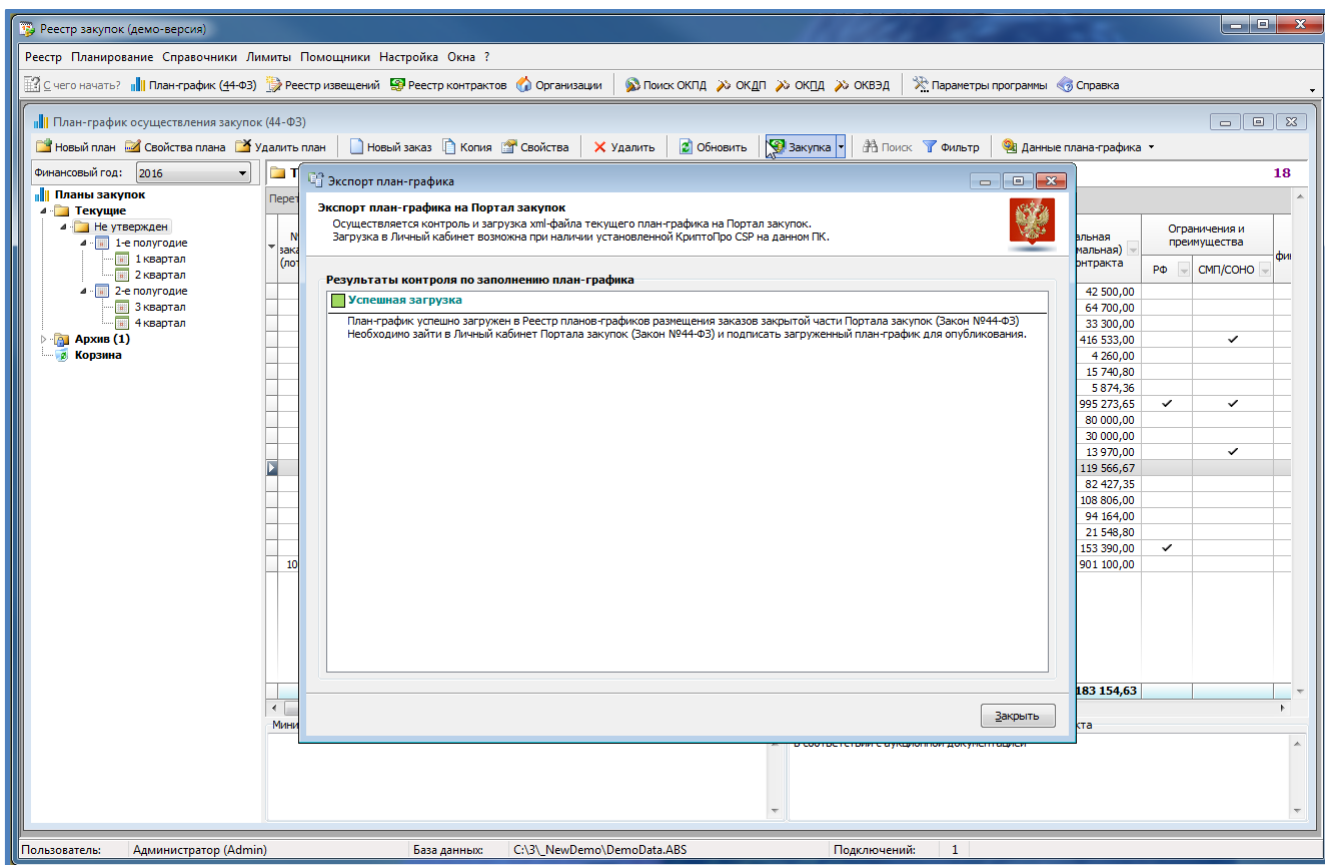 Реестр закупок (демо-версия)
Реестр Планирование Справочники Лимиты Помощники Настройка Окна ?
С чего начать? План-график (44-ФЗ) Реестр извещений Реестр контрактов Организации Поиск ОКПД ОКДП ОКПД ОКВЭД Параметры программы Справка
План-график осуществления закупок (44-ФЗ)
Новый план Свойства плана Удалить план Новый заказ Копия Свойства Удалить Обновить Закупка Поиск Фильтр Данные плана-графика
Финансовый год: 2016
18
Планы закупок
Текущие
Не утвержден
1-е полугодие
1 квартал
2 квартал
2-е полугодие
3 квартал
4 квартал
Архив (1)
Корзина
Экспорт план-графика
Экспорт план-графика на Портал закупок
Осуществляется контроль и загрузка xml-файла текущего план-графика на Портал закупок.
Загрузка в Личный кабинет возможна при наличии установленной КриптоПро CSP на данном ПК.
Результаты контроля по заполнению план-графика
Успешная загрузка
План-график успешно загружен в Реестр планов-графиков размещения заказов закрытой части Портала закупок (Закон №44-ФЗ)
Необходимо зайти в Личный кабинет Портала закупок (Закон №44-ФЗ) и подписать загруженный план-график для опубликования.
Закрыть
Ограничения и
преимущества
РФ СМП/СОНО
42 500,00
64 700,00
33 300,00
416 533,00
4 260,00
15 740,80
5 874,36
995 273,65
80 000,00
30 000,00
13 970,00
119 566,67
82 427,35
108 806,00
94 164,00
21 548,80
153 390,00
10 901 100,00
183 154,63
Пользователь: Администратор (Admin) База данных: C:\3\_NewDemo\DemoData.ABS Подключений: 1